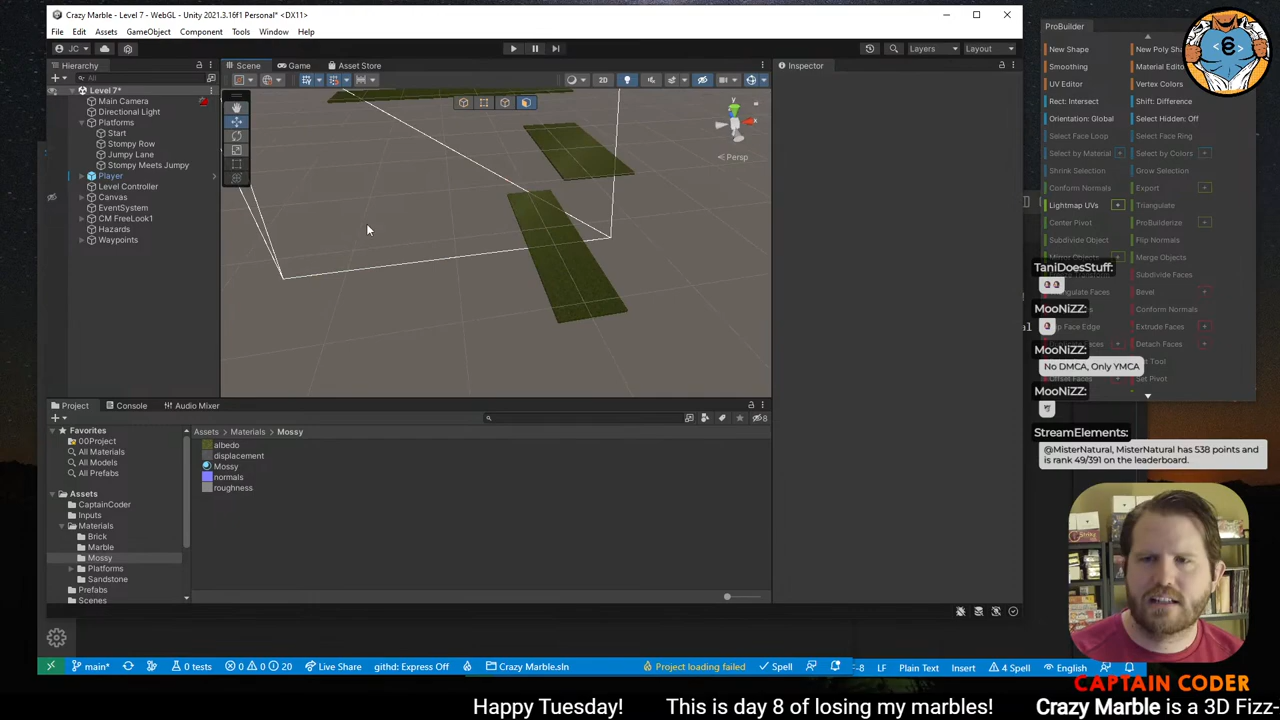 Crazy Marble - Level 7 - WebGL - Unity 2021.3.16f1 Personal* <DX11>
File Edit Assets GameObject Component Tools Window Help
JC
Layers
Layout
Hierarchy
All
Level 7*
Main Camera
Directional Light
Platforms
Start
Stompy Row
Jumpy Lane
Stompy Meets Jumpy
Player
Level Controller
Canvas
EventSystem
CM FreeLook1
Hazards
Waypoints
Scene Game Asset Store
2D
y
x
Persp
Inspector
Project Console Audio Mixer
8
Favorites
00Project
All Materials
All Models
All Prefabs
Assets
CaptainCoder
Inputs
Materials
Brick
Marble
Mossy
Platforms
Sandstone
Prefabs
Scenes
Assets > Materials > Mossy
albedo
displacement
Mossy
normals
roughness
ProBuilder
New Shape
Smoothing
Material Editor
UV Editor
Vertex Colors
Rect: Intersect
Shift: Difference
Orientation: Global
Select Hidden: Off
Select Face Loop
Select Face Ring
Select by Material
Select by Colors
Shrink Selection
Grow Selection
Conform Normals
Export
Lightmap UVs
Triangulate
Center Pivot
ProBuilderize
Subdivide Object
Flip Normals
Merge Objects
Subdivide Faces
Bevel
Conform Normals
Extrude Faces
Detach Faces
Set Pivot
TaniDoesStuff:
MooNiZZ:
MooNiZZ:
No DMCA, Only YMCA
MooNiZZ:
StreamElements:
@MisterNatural, MisterNatural has 538 points and
is rank 49/391 on the leaderboard.
main* 0 tests 0 0 20 Live Share githd: Express Off Crazy Marble.sln Project loading failed Spell F-8 LF Plain Text Insert 4 Spell English
CAPTAIN CODER
Happy Tuesday! This is day 8 of losing my marbles! Crazy Marble is a 3D Fizz-